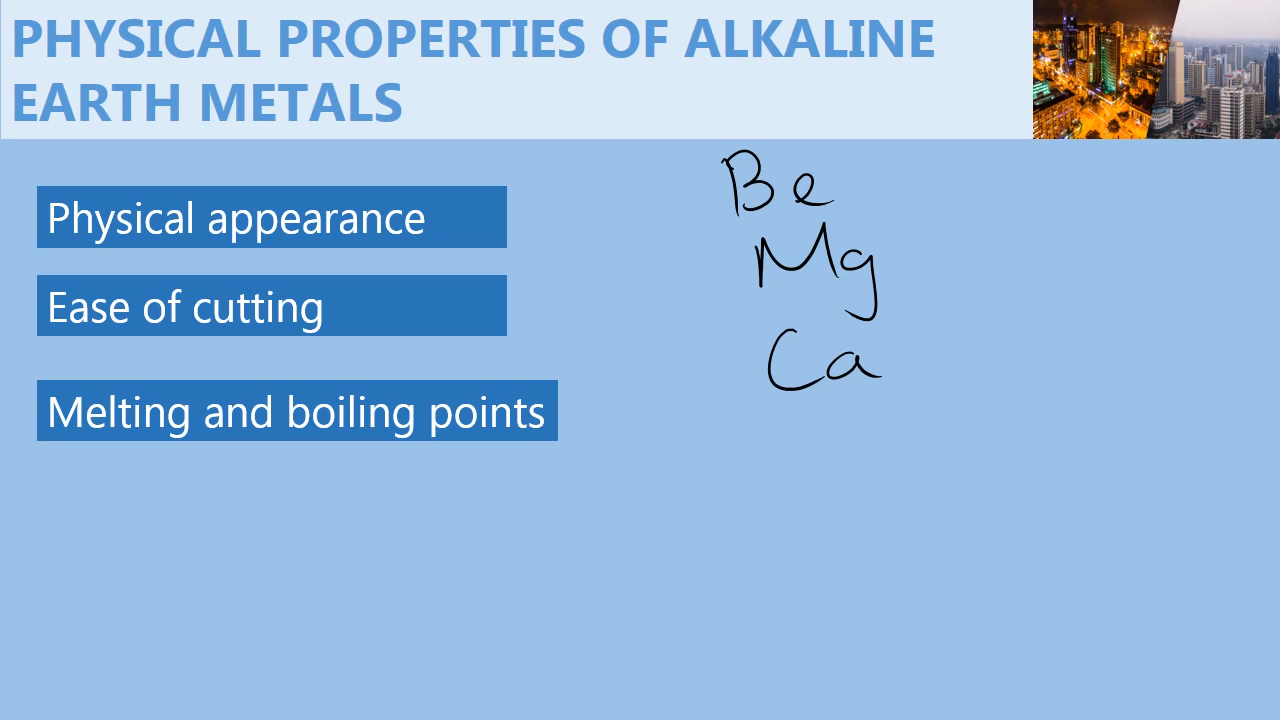 PHYSICAL PROPERTIES OF ALKALINE
EARTH METALS
Physical appearance
Ease of cutting
Melting and boiling points
Be
Mg
Ca